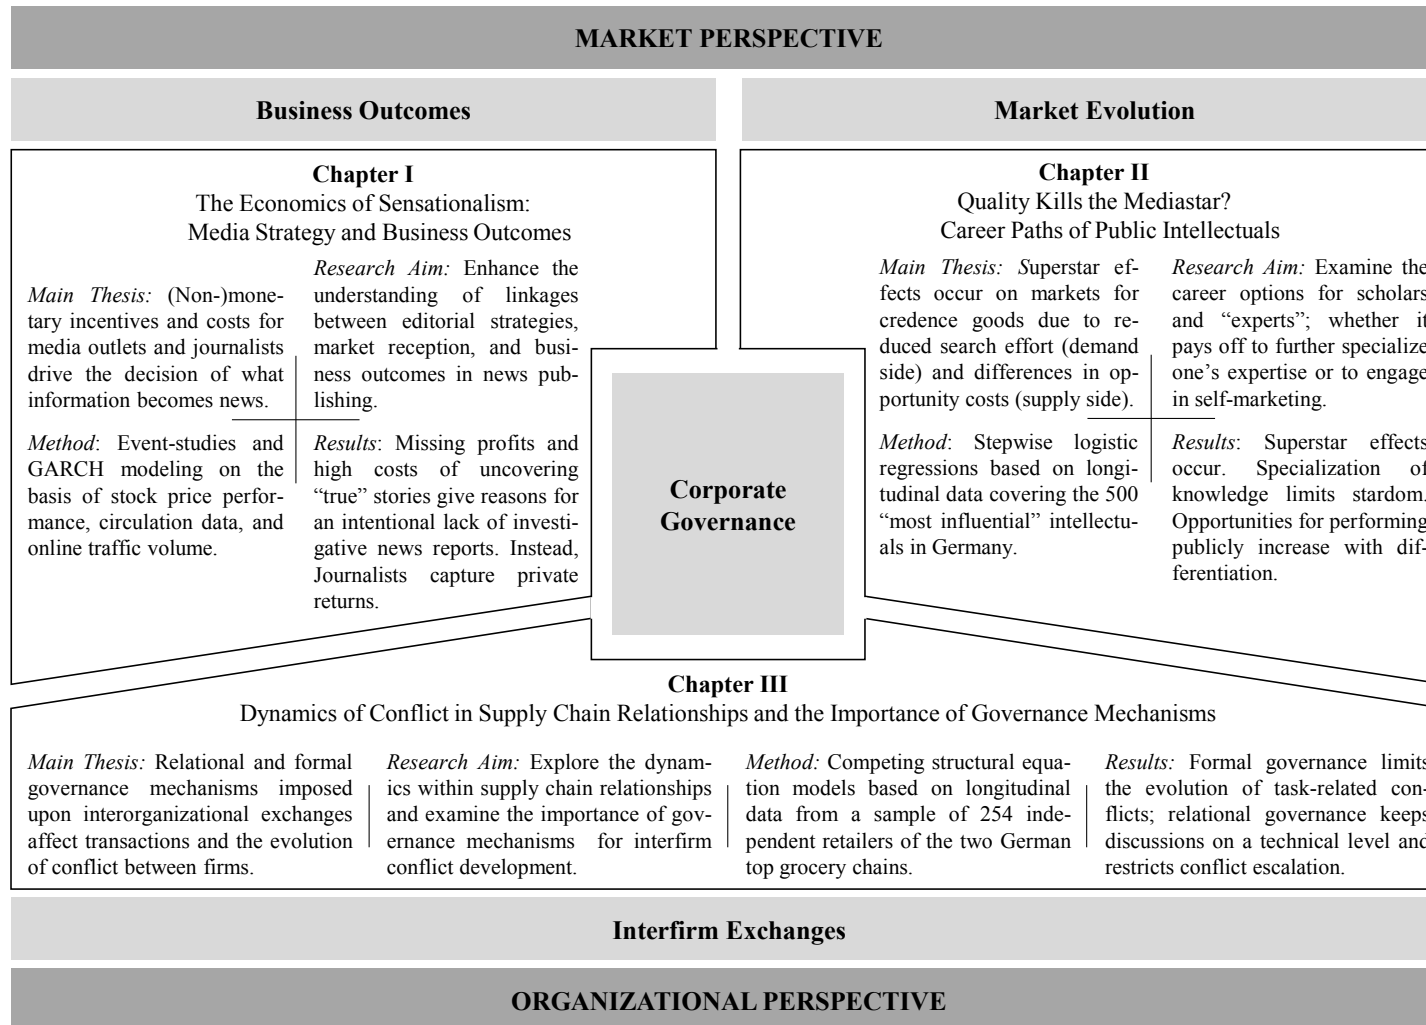 MARKET PERSPECTIVE
Business Outcomes
Market Evolution
Chapter I
The Economics of Sensationalism:
Media Strategy and Business Outcomes
Main Thesis: (Non-)mone-
tary incentives and costs for
media outlets and journalists
drive the decision of what
information becomes news.
Research Aim: Enhance the
understanding of linkages
between editorial strategies,
market reception, and busi-
ness outcomes in news pub-
lishing.
Method: Event-studies and
GARCH modeling on the
basis of stock price perfor-
mance, circulation data, and
online traffic volume.
Results: Missing profits and
high costs of uncovering
“true” stories give reasons for
an intentional lack of investi-
gative news reports. Instead,
Journalists capture private
returns.
Chapter II
Quality Kills the Mediastar?
Career Paths of Public Intellectuals
Main Thesis: Superstar ef-
fects occur on markets for
credence goods due to re-
duced search effort (demand
side) and differences in op-
portunity costs (supply side).
Research Aim: Examine the
career options for scholars
and “experts”; whether it
pays off to further specialize
one’s expertise or to engage
in self-marketing.
Method: Stepwise logistic
regressions based on longi-
tudinal data covering the 500
“most influential” intellectu-
als in Germany.
Results: Superstar effects
occur. Specialization of
knowledge limits stardom.
Opportunities for performing
publicly increase with dif-
ferentiation.
Corporate
Governance
Chapter III
Dynamics of Conflict in Supply Chain Relationships and the Importance of Governance Mechanisms
Main Thesis: Relational and formal
governance mechanisms imposed
upon interorganizational exchanges
affect transactions and the evolution
of conflict between firms.
Research Aim: Explore the dynam-
ics within supply chain relationships
and examine the importance of gov-
ernance mechanisms for interfirm
conflict development.
Method: Competing structural equa-
tion models based on longitudinal
data from a sample of 254 inde-
pendent retailers of the two German
top grocery chains.
Results: Formal governance limits
the evolution of task-related con-
flicts; relational governance keeps
discussions on a technical level and
restricts conflict escalation.
Interfirm Exchanges
ORGANIZATIONAL PERSPECTIVE